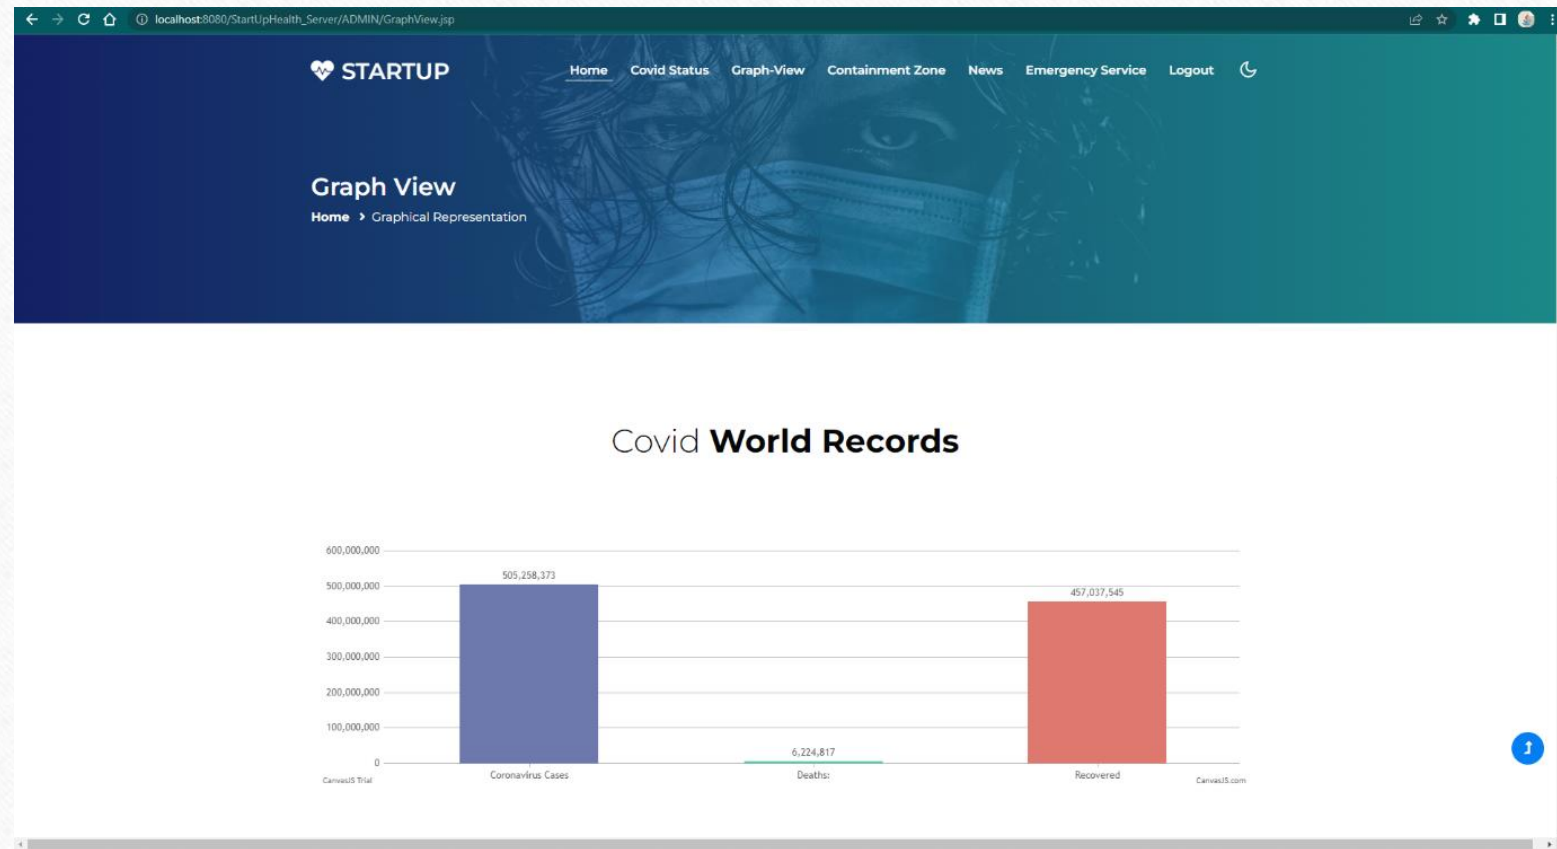 localhost:8080/StartUpHealth_Server/ADMIN/GraphView.jsp
STARTUP
Home Covid Status Graph-View Containment Zone News Emergency Service Logout
Graph View
Home > Graphical Representation
Covid World Records
600,000,000
505,258,373
500,000,000
457,037,545
400,000,000
300,000,000
200,000,000
100,000,000
6,224,817
0
Coronavirus Cases Deaths: Recovered
CanvasJS Trial CanvasJS.com